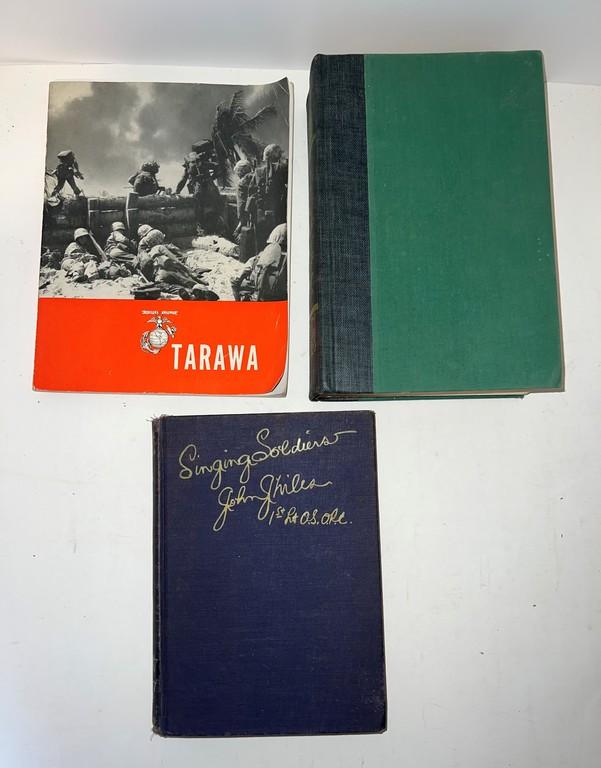 TARAWA
Singing Soldiers
John J Niles
1st Lt A.S.